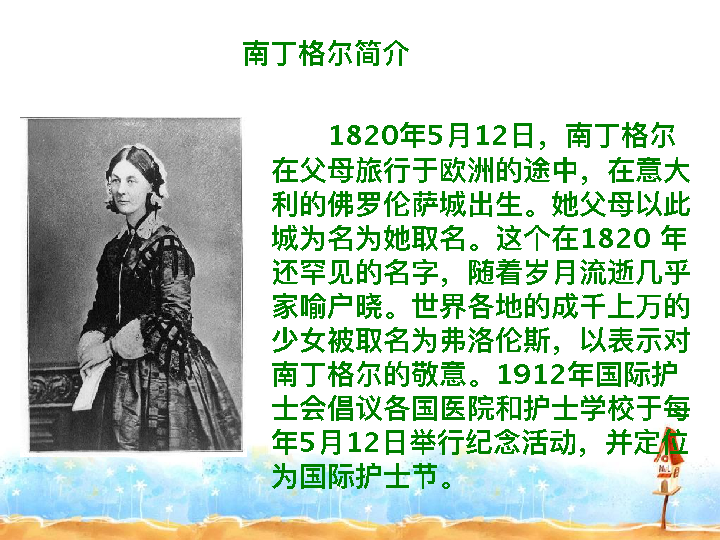 南丁格尔简介
1820年5月12日，南丁格尔
在父母旅行于欧洲的途中，在意大
利的佛罗伦萨城出生。她父母以此
城为名为她取名。这个在1820 年
还罕见的名字，随着岁月流逝几乎
家喻户晓。世界各地的成千上万的
少女被取名为弗洛伦斯，以表示对
南丁格尔的敬意。1912年国际护
士会倡议各国医院和护士学校于每
年5月12日举行纪念活动，并定位
为国际护士节。